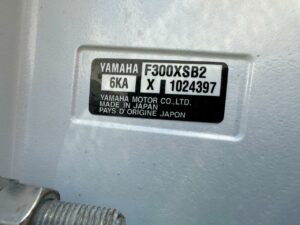 YAMAHA F300XSB2
6KA X 1024397
YAMAHA MOTOR CO.,LTD.
MADE IN JAPAN
PAYS D'ORIGINE JAPON